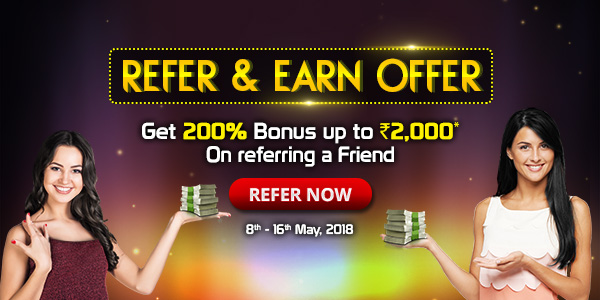 REFER & EARN OFFER
Get 200% Bonus up to ₹2,000*
On referring a Friend
REFER NOW
8th - 16th May, 2018